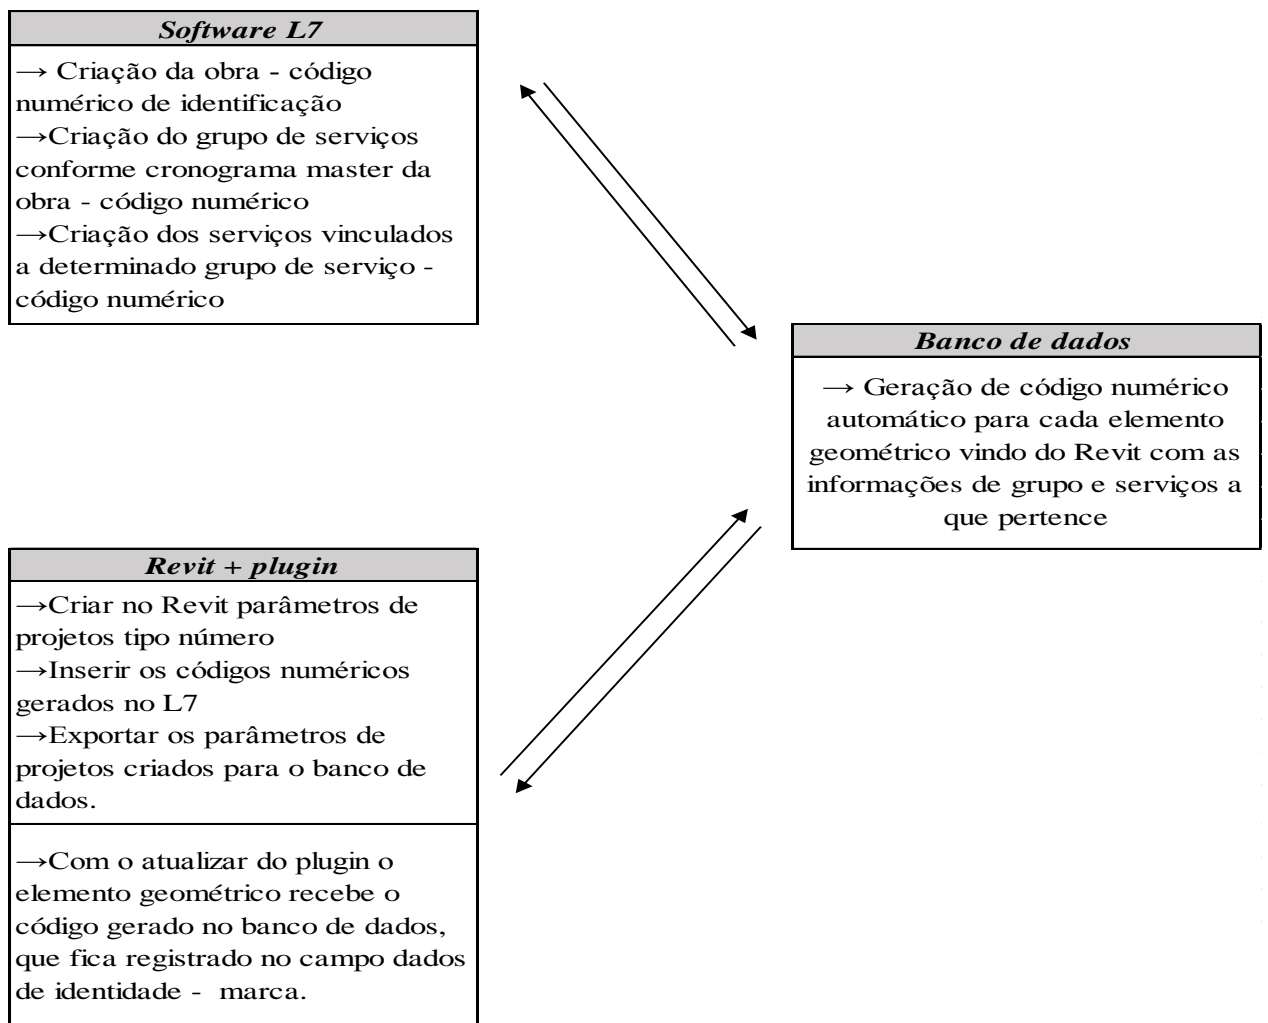 Software L7
→ Criação da obra - código
numérico de identificação
→Criação do grupo de serviços
conforme cronograma master da
obra - código numérico
→Criação dos serviços vinculados
a determinado grupo de serviço -
código numérico
Banco de dados
→ Geração de código numérico
automático para cada elemento
geométrico vindo do Revit com as
informações de grupo e serviços a
que pertence
Revit + plugin
→Criar no Revit parâmetros de
projetos tipo número
→Inserir os códigos numéricos
gerados no L7
→Exportar os parâmetros de
projetos criados para o banco de
dados.
→Com o atualizar do plugin o
elemento geométrico recebe o
código gerado no banco de dados,
que fica registrado no campo dados
de identidade - marca.